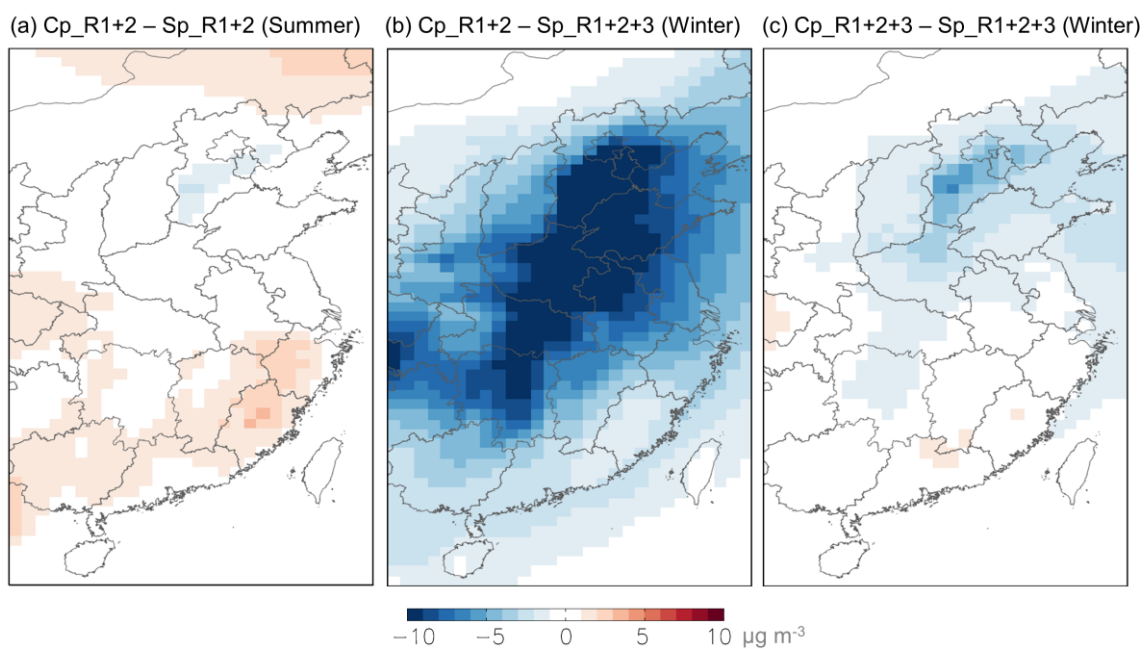 (a) Cp_R1+2 – Sp_R1+2 (Summer)
(b) Cp_R1+2 – Sp_R1+2+3 (Winter)
(c) Cp_R1+2+3 – Sp_R1+2+3 (Winter)
−10 −5 0 5 10 µg m⁻³